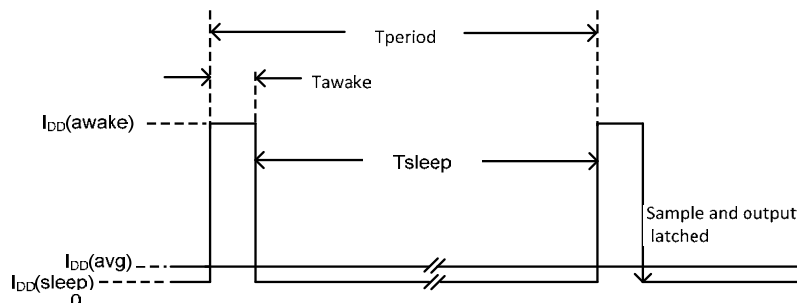 Tperiod
Tawake
IDD(awake)
Tsleep
Sample and output
latched
IDD(avg)
IDD(sleep)
0